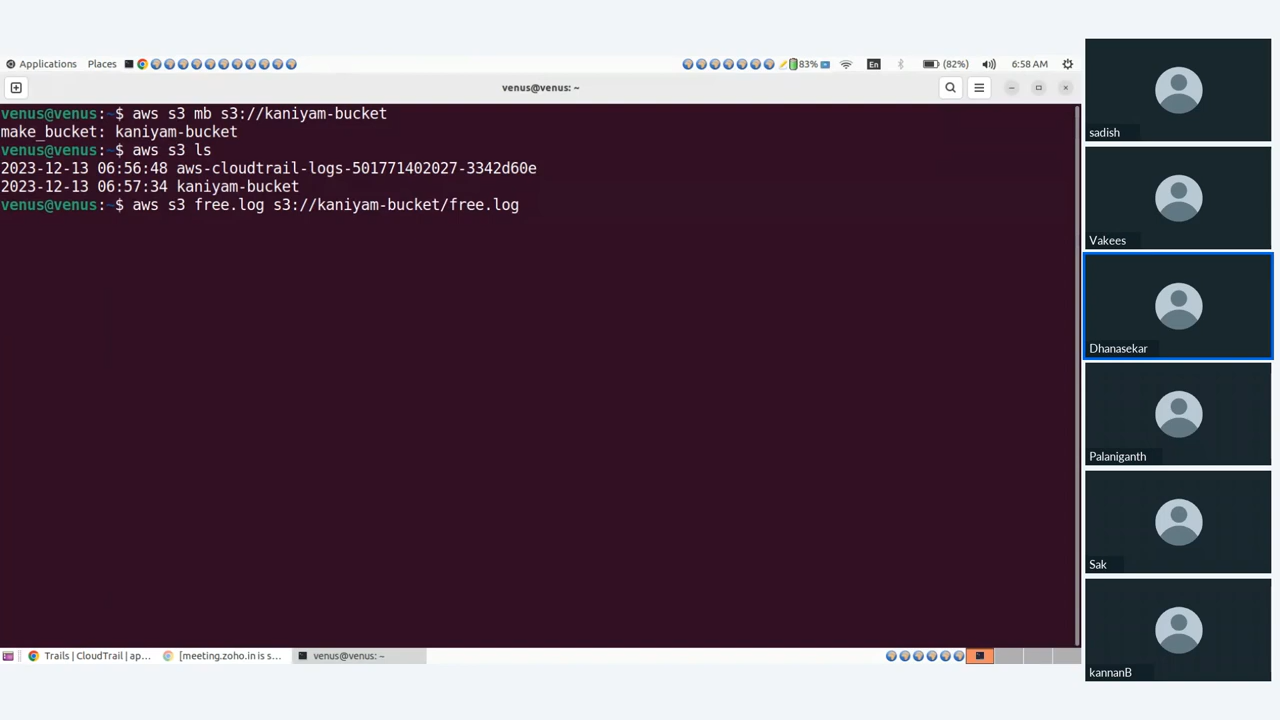 Applications Places 83% En (82%) 6:58 AM
venus@venus: ~
venus@venus:~$ aws s3 mb s3://kaniyam-bucket
make_bucket: kaniyam-bucket
venus@venus:~$ aws s3 ls
2023-12-13 06:56:48 aws-cloudtrail-logs-501771402027-3342d60e
2023-12-13 06:57:34 kaniyam-bucket
venus@venus:~$ aws s3 free.log s3://kaniyam-bucket/free.log
Trails | CloudTrail | ap... [meeting.zoho.in is s... venus@venus: ~
sadish
Vakees
Dhanasekar
Palaniganth
Sak
kannanB